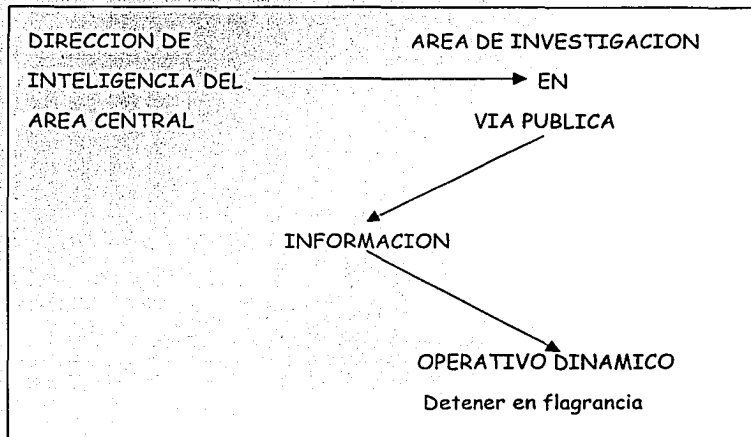 DIRECCION DE
INTELIGENCIA DEL
AREA CENTRAL
AREA DE INVESTIGACION
EN
VIA PUBLICA
INFORMACION
OPERATIVO DINAMICO
Detener en flagrancia